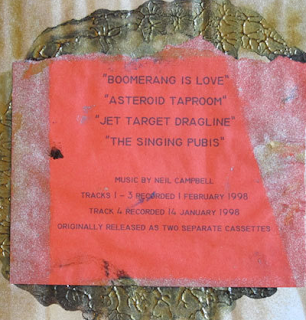 "BOOMERANG IS LOVE"
"ASTEROID TAPROOM"
"JET TARGET DRAGLINE"
"THE SINGING PUBIS"
MUSIC BY NEIL CAMPBELL
TRACKS 1 - 3 RECORDED 1 FEBRUARY 1998
TRACK 4 RECORDED 14 JANUARY 1998
ORIGINALLY RELEASED AS TWO SEPARATE CASSETTES